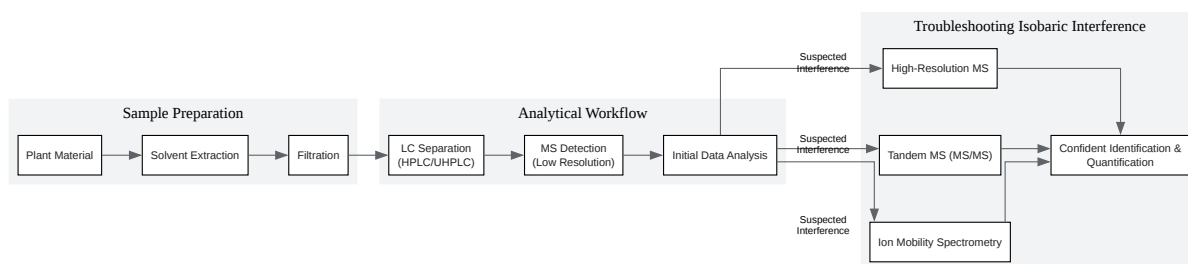 Troubleshooting Isobaric Interference
Suspected
Interference
High-Resolution MS
Sample Preparation
Analytical Workflow
Plant Material
Solvent Extraction
Filtration
LC Separation
(HPLC/UHPLC)
MS Detection
(Low Resolution)
Initial Data Analysis
Suspected
Interference
Tandem MS (MS/MS)
Confident Identification &
Quantification
Suspected
Interference
Ion Mobility Spectrometry